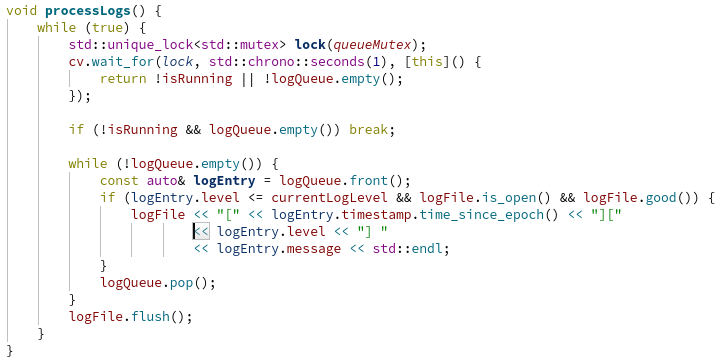 void processLogs() {
    while (true) {
        std::unique_lock<std::mutex> lock(queueMutex);
        cv.wait_for(lock, std::chrono::seconds(1), [this]() {
            return !isRunning || !logQueue.empty();
        });

        if (!isRunning && logQueue.empty()) break;

        while (!logQueue.empty()) {
            const auto& logEntry = logQueue.front();
            if (logEntry.level <= currentLogLevel && logFile.is_open() && logFile.good()) {
                logFile << "[" << logEntry.timestamp.time_since_epoch() << "]["
                        << logEntry.level << "] "
                        << logEntry.message << std::endl;
            }
            logQueue.pop();
        }
        logFile.flush();
    }
}